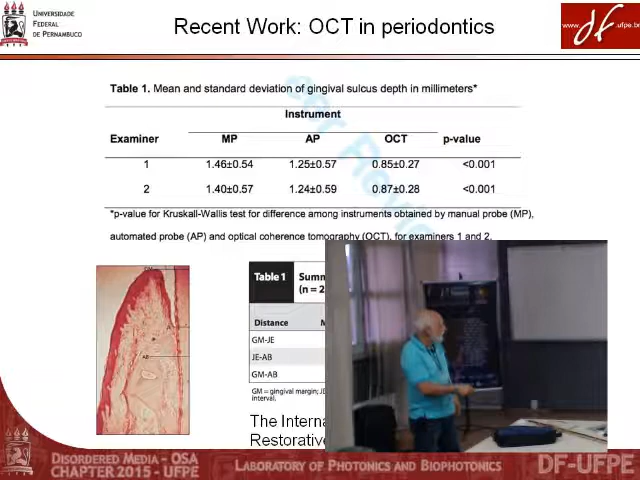 UNIVERSIDADE
FEDERAL
DE PERNAMBUCO
Recent Work: OCT in periodontics
www.df.ufpe.br
Table 1. Mean and standard deviation of gingival sulcus depth in millimeters*
Instrument
Examiner MP AP OCT p-value
1 1.46±0.54 1.25±0.57 0.85±0.27 <0.001
2 1.40±0.57 1.24±0.59 0.87±0.28 <0.001
*p-value for Kruskall-Wallis test for difference among instruments obtained by manual probe (MP),
automated probe (AP) and optical coherence tomography (OCT), for examiners 1 and 2.
Table 1 Summ
(n = 2
Distance M
GM-JE
JE-AB
GM-AB
GM = gingival margin; JE
interval.
GM
A
AB
The Interna
Restorative
DISORDERED MEDIA - OSA
CHAPTER 2015 - UFPE
LABORATORY OF PHOTONICS AND BIOPHOTONICS
DF-UFPE